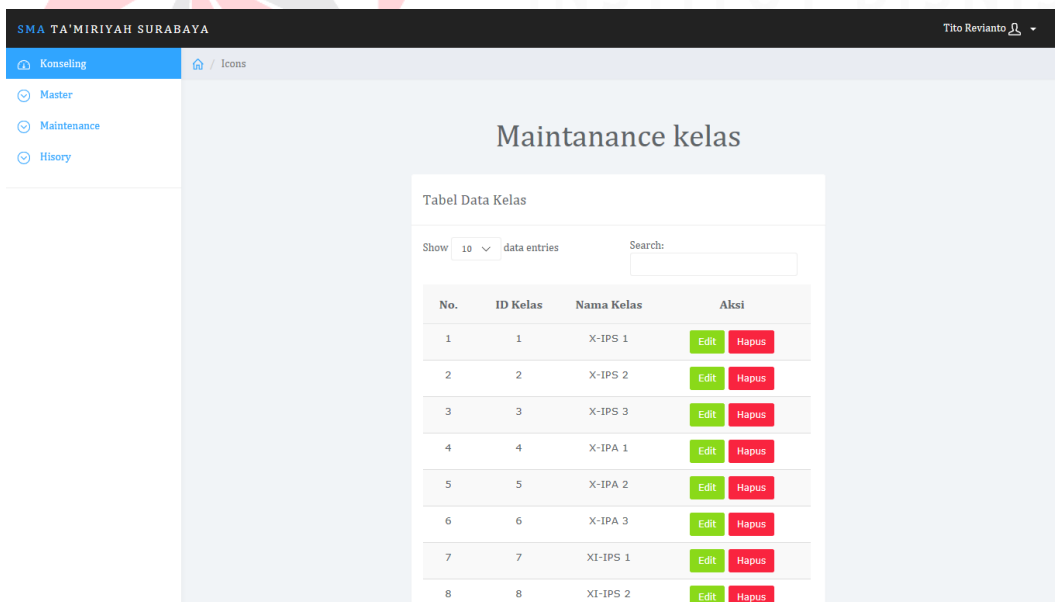 SMA TA'MIRIYAH SURABAYA
Tito Revianto
Konseling
/ Icons
Master
Maintenance
Hisory
Maintanance kelas
Tabel Data Kelas
Show 10 data entries
Search:
No. ID Kelas Nama Kelas Aksi
1 1 X-IPS 1 Edit Hapus
2 2 X-IPS 2 Edit Hapus
3 3 X-IPS 3 Edit Hapus
4 4 X-IPA 1 Edit Hapus
5 5 X-IPA 2 Edit Hapus
6 6 X-IPA 3 Edit Hapus
7 7 XI-IPS 1 Edit Hapus
8 8 XI-IPS 2 Edit Hapus